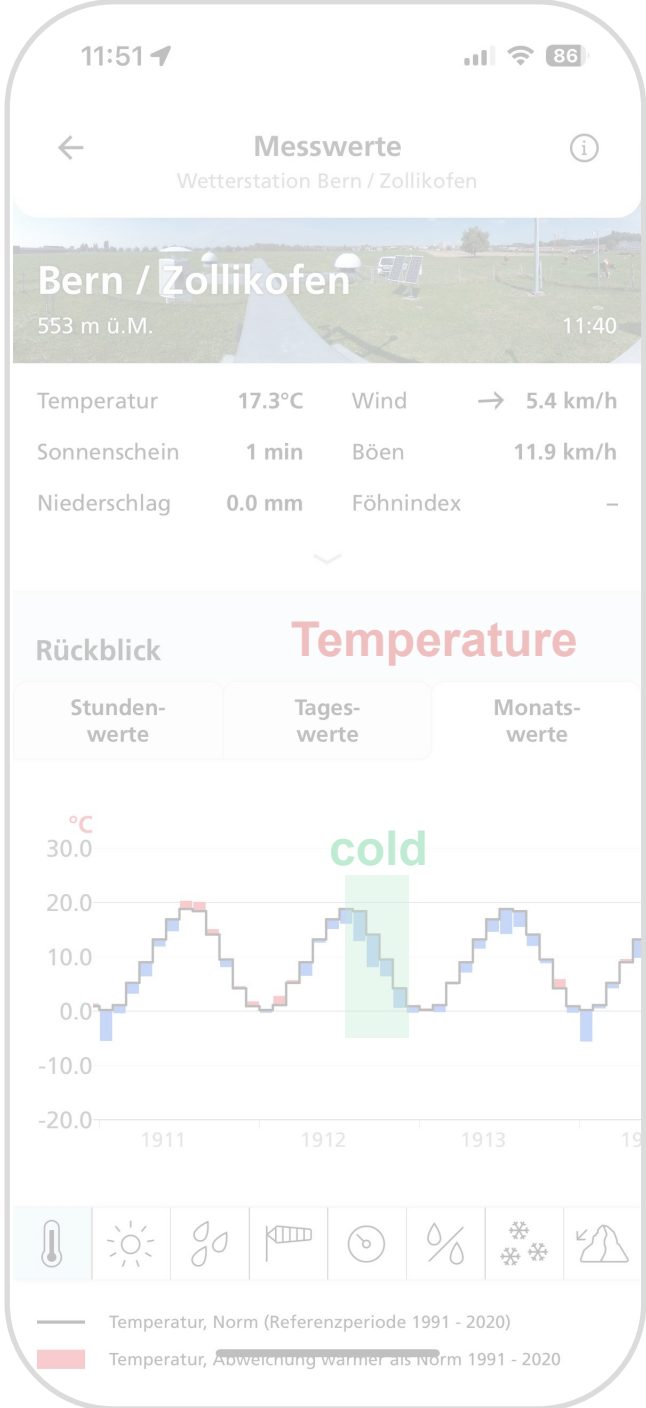 11:51
86
Messwerte
Wetterstation Bern / Zollikofen
Bern / Zollikofen
553 m ü.M. 11:40
Temperatur 17.3°C Wind 5.4 km/h
Sonnenschein 1 min Böen 11.9 km/h
Niederschlag 0.0 mm Föhnindex –
Rückblick
Temperature
Stunden-
werte
Tages-
werte
Monats-
werte
°C
cold
30.0
20.0
10.0
0.0
-10.0
-20.0
1911 1912 1913 19
Temperatur, Norm (Referenzperiode 1991 - 2020)
Temperatur, Abweichung wärmer als Norm 1991 - 2020